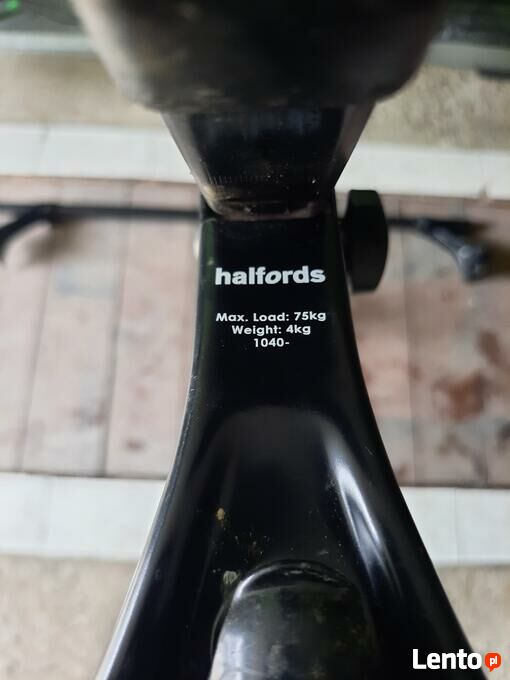 halfords
Max. Load: 75kg
Weight: 4kg
1040-
Lento.pl